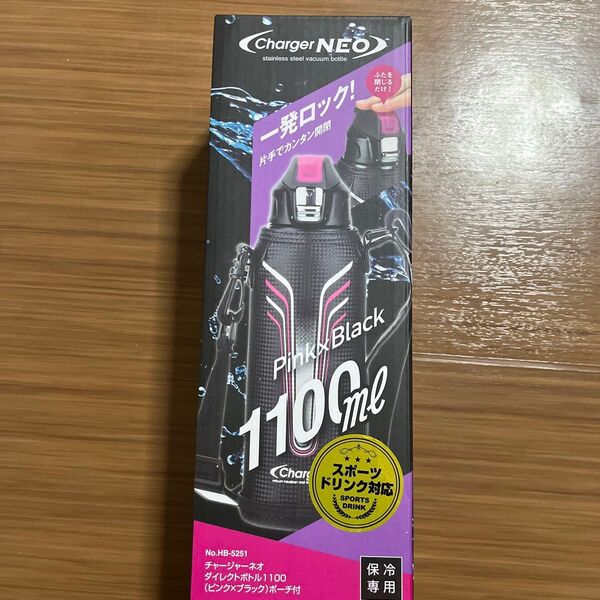 Charger NEO
stainless steel vacuum bottle
ふたを
閉じる
だけ!
一発ロック!
片手でカンタン開閉
Pink×Black
1100ml
Charger
スポーツ
ドリンク対応
SPORTS
DRINK
No.HB-5251
チャージャーネオ
ダイレクトボトル1100
(ピンク×ブラック)ポーチ付
保冷
専用